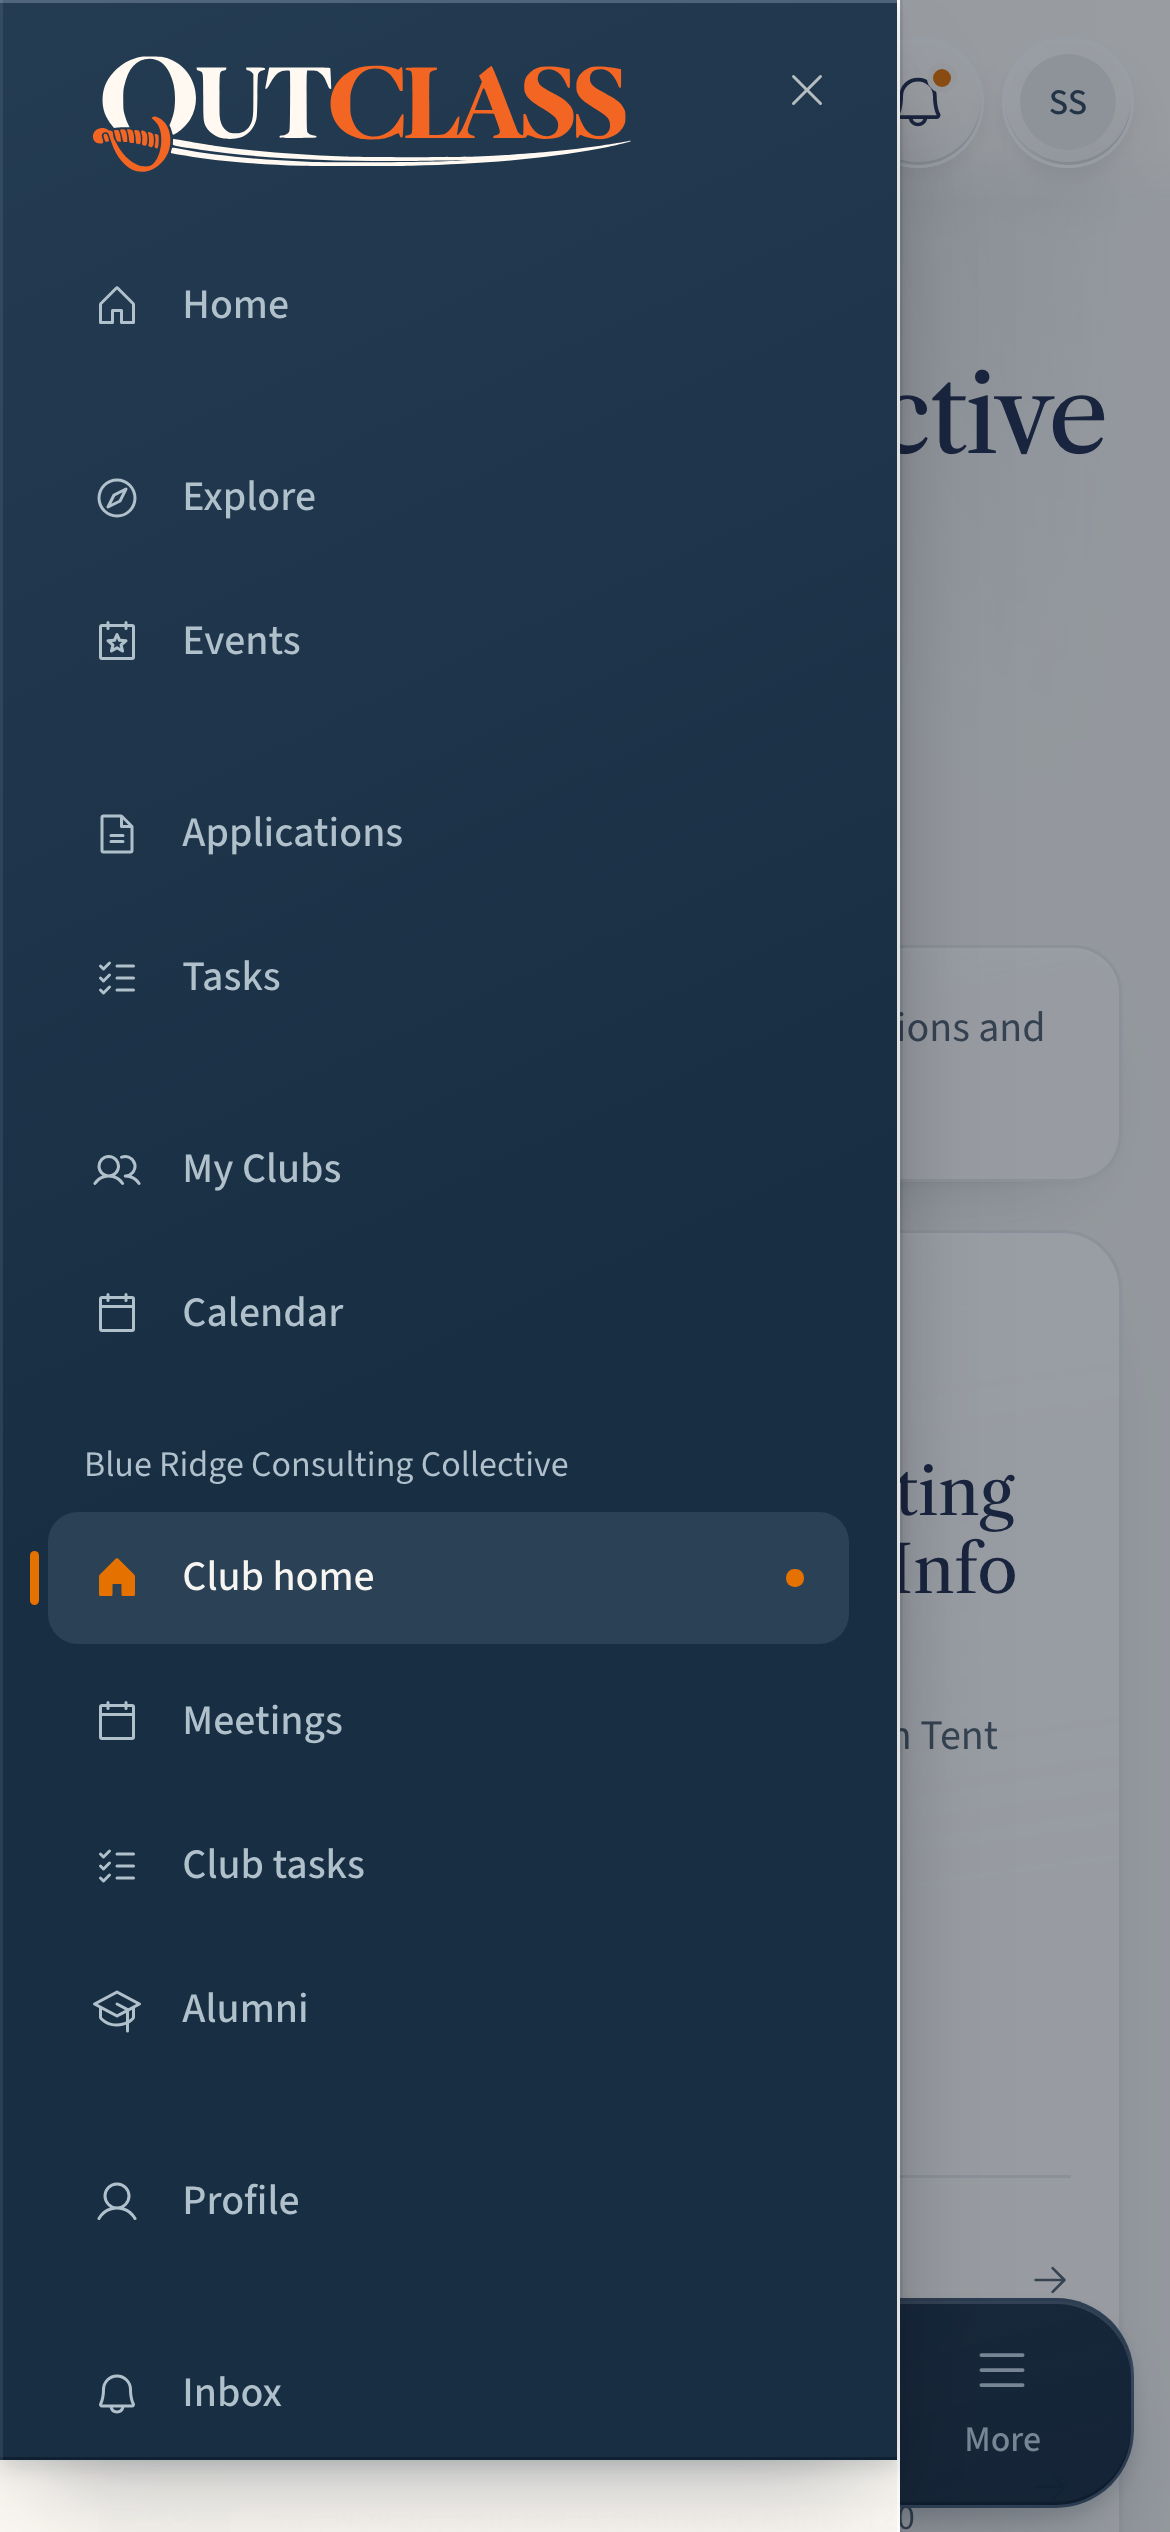 OUTCLASS
SS
Home
ctive
Explore
Events
Applications
Tasks
ions and
My Clubs
Calendar
Blue Ridge Consulting Collective
ting
Club home
Info
Meetings
n Tent
Club tasks
Alumni
Profile
Inbox
More
0